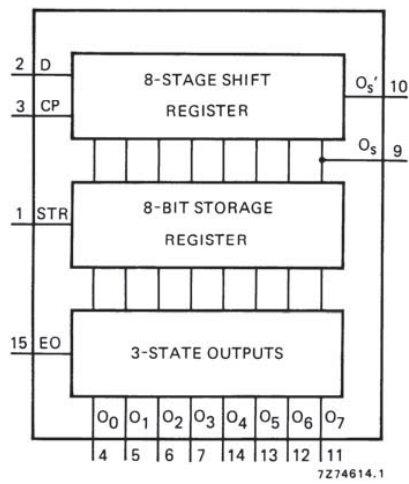 2 D
8-STAGE SHIFT
REGISTER
Os' 10
3 CP
Os 9
1 STR
8-BIT STORAGE
REGISTER
15 EO
3-STATE OUTPUTS
O0 O1 O2 O3 O4 O5 O6 O7
4 5 6 7 14 13 12 11
7Z74614.1